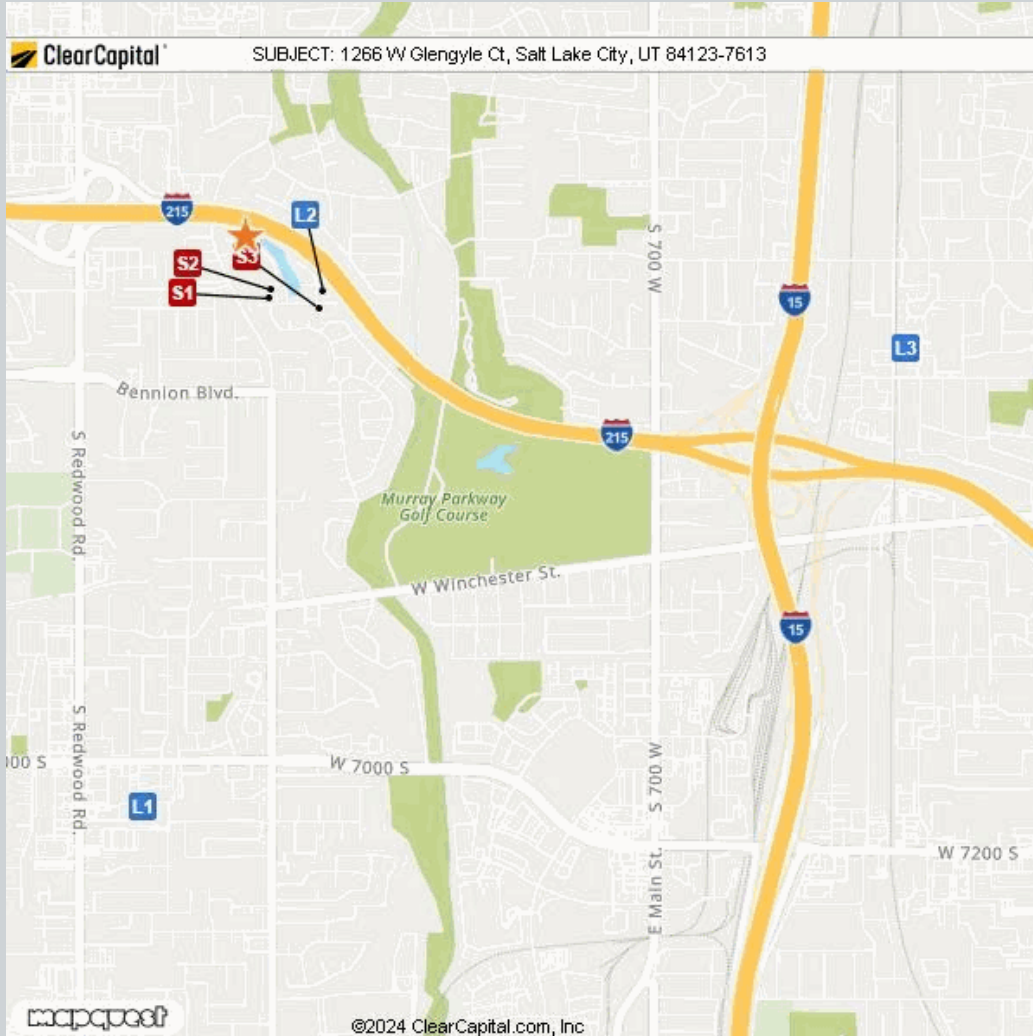 ClearCapital
SUBJECT: 1266 W Glengyle Ct, Salt Lake City, UT 84123-7613
215
L2
S3
S2
S1
S 700 W
15
L3
Bennion Blvd.
S Redwood Rd.
215
Murray Parkway
Golf Course
W Winchester St.
15
S Redwood Rd.
000 S
W 7000 S
S 700 W
L1
E Main St.
W 7200 S
mapquest
©2024 ClearCapital.com, Inc